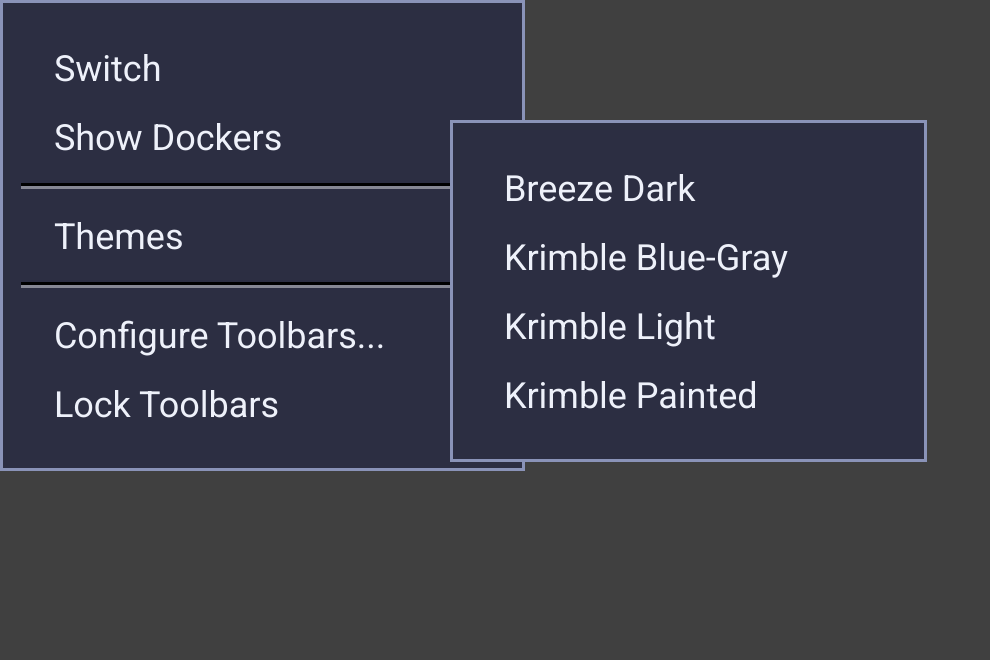 Switch
Show Dockers
Themes
Configure Toolbars...
Lock Toolbars
Breeze Dark
Krimble Blue-Gray
Krimble Light
Krimble Painted